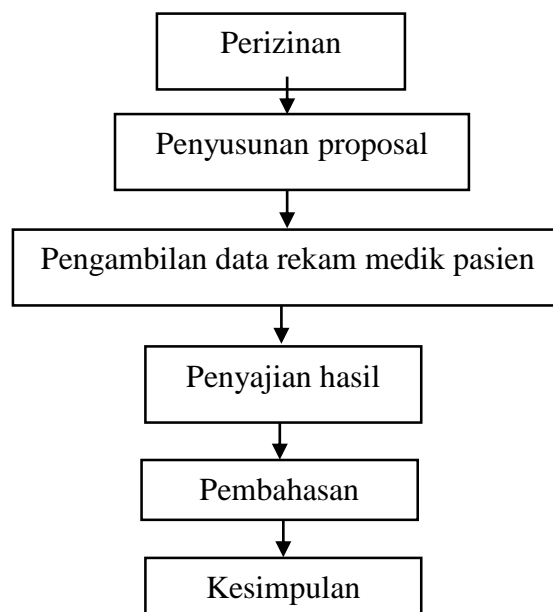 Perizinan
Penyusunan proposal
Pengambilan data rekam medik pasien
Penyajian hasil
Pembahasan
Kesimpulan